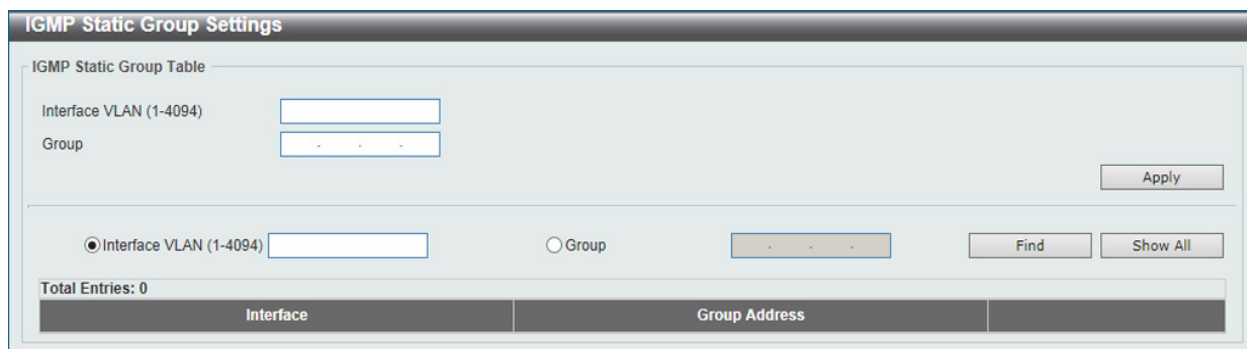 IGMP Static Group Settings
IGMP Static Group Table
Interface VLAN (1-4094)
Group
. . .
Apply
Interface VLAN (1-4094) Group . . . Find Show All
Total Entries: 0
Interface Group Address